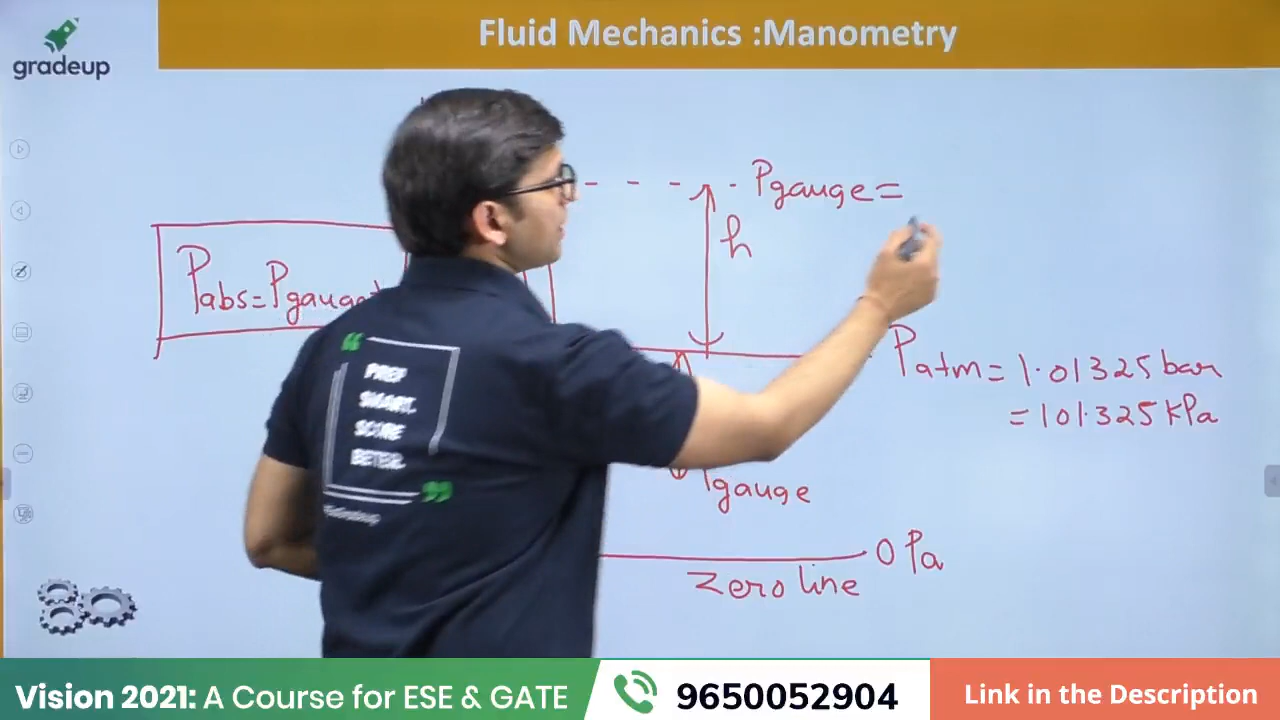 Fluid Mechanics :Manometry
gradeup
Pgauge=
h
Pabs=Pgauge
Patm = 1.01325 bar
= 101.325 KPa
PREP
SMART.
SCORE
BETTER.
Pgauge
0 Pa
Zero line
Vision 2021: A Course for ESE & GATE
9650052904
Link in the Description